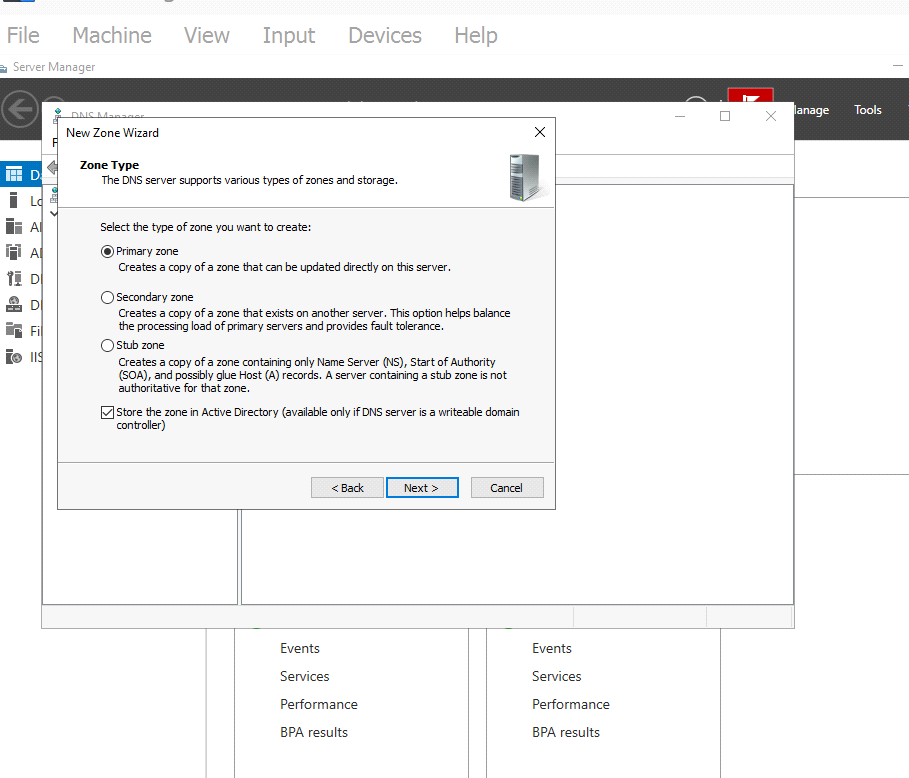 File Machine View Input Devices Help
Server Manager
Manage Tools
DNS Manager
New Zone Wizard
Zone Type
The DNS server supports various types of zones and storage.
Select the type of zone you want to create:
Primary zone
Creates a copy of a zone that can be updated directly on this server.
Secondary zone
Creates a copy of a zone that exists on another server. This option helps balance
the processing load of primary servers and provides fault tolerance.
Stub zone
Creates a copy of a zone containing only Name Server (NS), Start of Authority
(SOA), and possibly glue Host (A) records. A server containing a stub zone is not
authoritative for that zone.
Store the zone in Active Directory (available only if DNS server is a writeable domain
controller)
< Back Next > Cancel
IIS
Events Events
Services Services
Performance Performance
BPA results BPA results